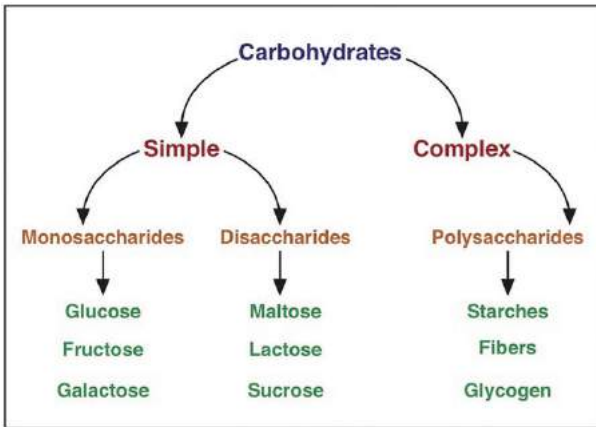 Carbohydrates
Simple
Complex
Monosaccharides
Disaccharides
Polysaccharides
Glucose
Maltose
Starches
Fructose
Lactose
Fibers
Galactose
Sucrose
Glycogen